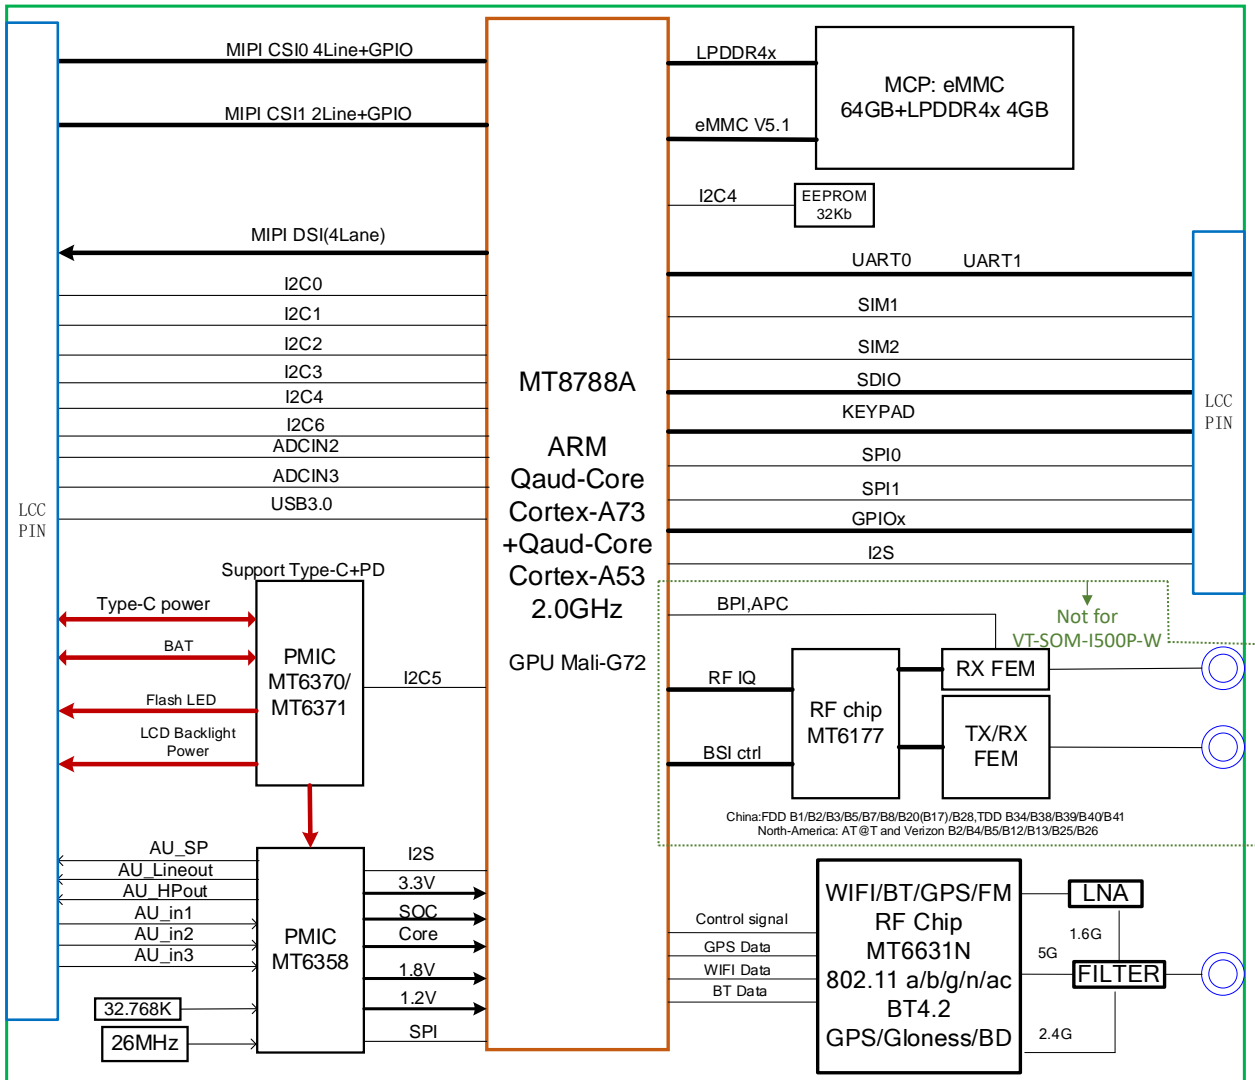 MIPI CSI0 4Line+GPIO
MIPI CSI1 2Line+GPIO
MIPI DSI(4Lane)
I2C0
I2C1
I2C2
I2C3
I2C4
I2C6
ADCIN2
ADCIN3
USB3.0
LCC
PIN
Support Type-C+PD
Type-C power
BAT
Flash LED
LCD Backlight
Power
PMIC
MT6370/
MT6371
I2C5
AU_SP
AU_Lineout
AU_HPout
AU_in1
AU_in2
AU_in3
32.768K
26MHz
PMIC
MT6358
I2S
3.3V
SOC
Core
1.8V
1.2V
SPI
MT8788A
ARM
Qaud-Core
Cortex-A73
+Qaud-Core
Cortex-A53
2.0GHz
GPU Mali-G72
LPDDR4x
eMMC V5.1
MCP: eMMC
64GB+LPDDR4x 4GB
I2C4
EEPROM
32Kb
UART0 UART1
SIM1
SIM2
SDIO
KEYPAD
SPI0
SPI1
GPIOx
I2S
LCC
PIN
BPI,APC
Not for
VT-SOM-I500P-W
RF IQ
BSI ctrl
RF chip
MT6177
RX FEM
TX/RX
FEM
China:FDD B1/B2/B3/B5/B7/B8/B20(B17)/B28,TDD B34/B38/B39/B40/B41
North-America: AT@T and Verizon B2/B4/B5/B12/B13/B25/B26
Control signal
GPS Data
WIFI Data
BT Data
WIFI/BT/GPS/FM
RF Chip
MT6631N
802.11 a/b/g/n/ac
BT4.2
GPS/Gloness/BD
LNA
1.6G
5G
FILTER
2.4G